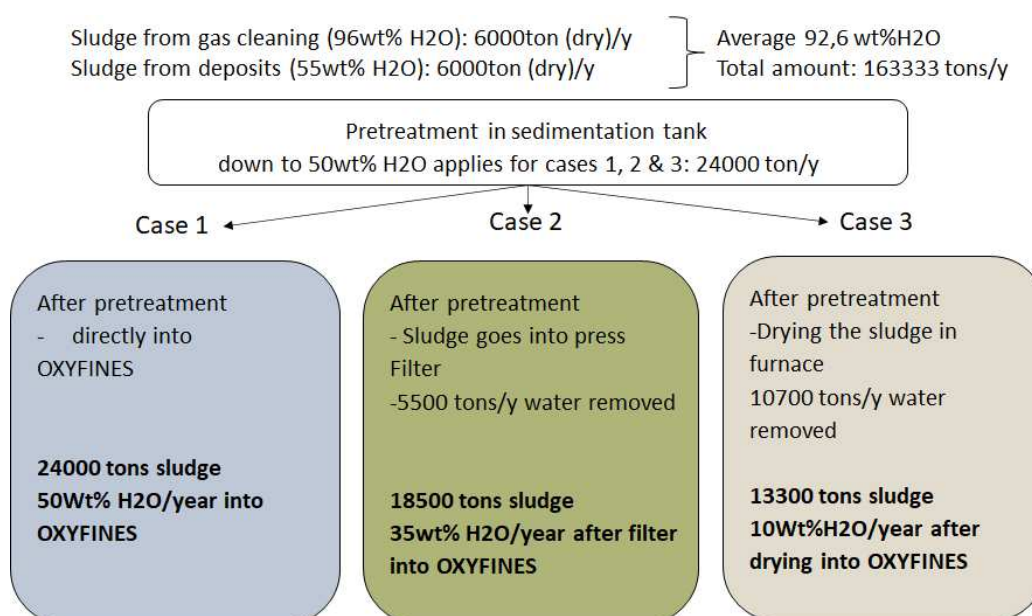 Sludge from gas cleaning (96wt% H2O): 6000ton (dry)/y
Sludge from deposits (55wt% H2O): 6000ton (dry)/y
Average 92,6 wt%H2O
Total amount: 163333 tons/y
Pretreatment in sedimentation tank
down to 50wt% H2O applies for cases 1, 2 & 3: 24000 ton/y
Case 1
Case 2
Case 3
After pretreatment
- directly into
OXYFINES
24000 tons sludge
50Wt% H2O/year into
OXYFINES
After pretreatment
- Sludge goes into press
Filter
-5500 tons/y water removed
18500 tons sludge
35wt% H2O/year after filter
into OXYFINES
After pretreatment
-Drying the sludge in
furnace
10700 tons/y water
removed
13300 tons sludge
10Wt%H2O/year after
drying into OXYFINES